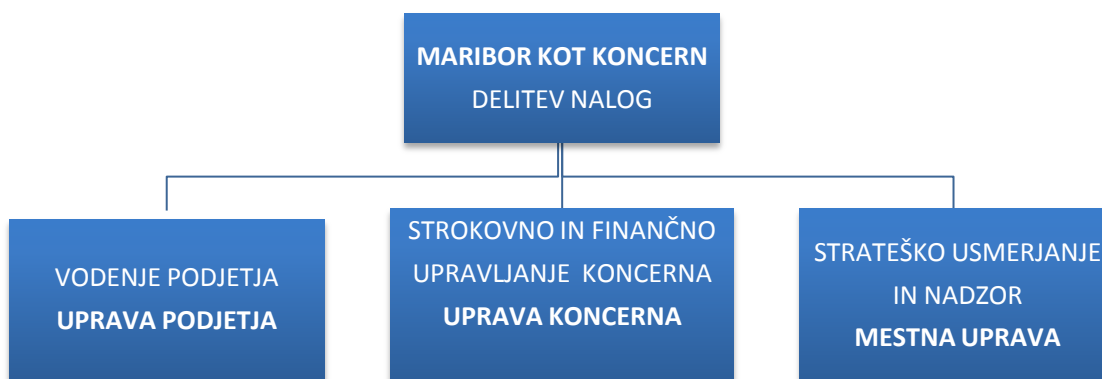 MARIBOR KOT KONCERN
DELITEV NALOG
VODENJE PODJETJA
UPRAVA PODJETJA
STROKOVNO IN FINANČNO
UPRAVLJANJE KONCERNA
UPRAVA KONCERNA
STRATEŠKO USMERJANJE
IN NADZOR
MESTNA UPRAVA